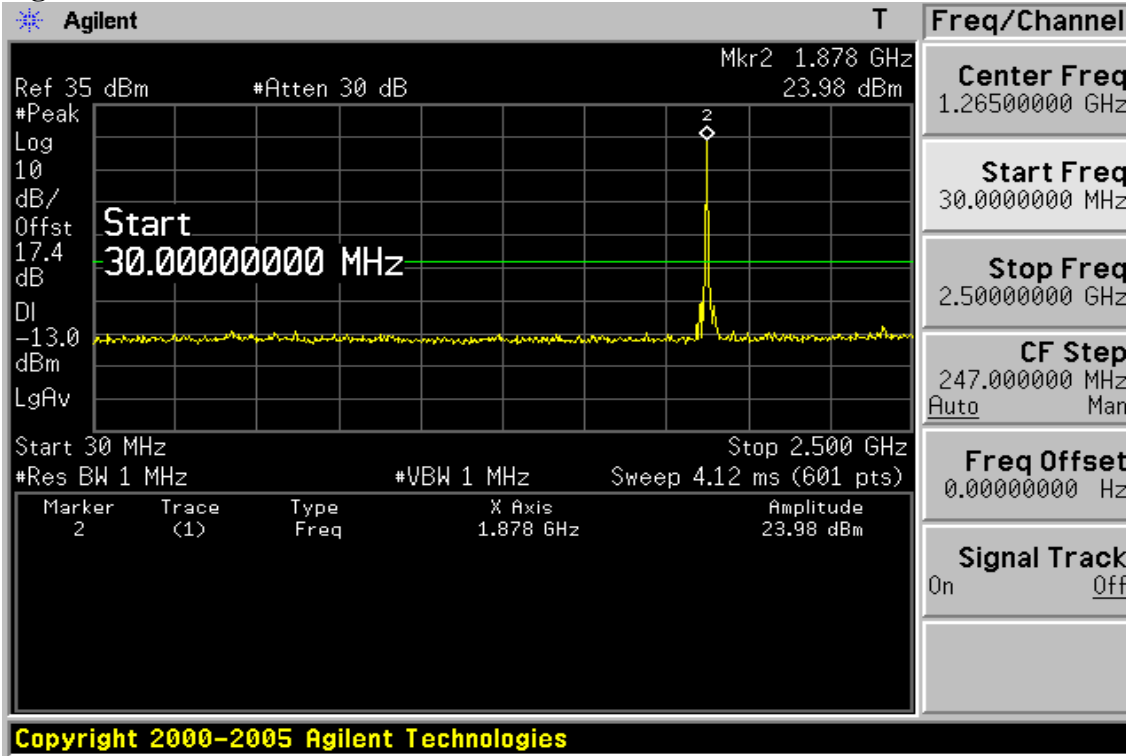 Agilent T
Mkr2 1.878 GHz
Ref 35 dBm #Atten 30 dB 23.98 dBm
#Peak
Log
10
dB/
Offst
17.4
dB
DI
-13.0
dBm
LgAv
2
Start
30.00000000 MHz
Start 30 MHz Stop 2.500 GHz
#Res BW 1 MHz #VBW 1 MHz Sweep 4.12 ms (601 pts)
Marker Trace Type X Axis Amplitude
2 (1) Freq 1.878 GHz 23.98 dBm
Freq/Channel
Center Freq
1.26500000 GHz
Start Freq
30.0000000 MHz
Stop Freq
2.50000000 GHz
CF Step
247.000000 MHz
Auto Man
Freq Offset
0.00000000 Hz
Signal Track
On Off
Copyright 2000-2005 Agilent Technologies